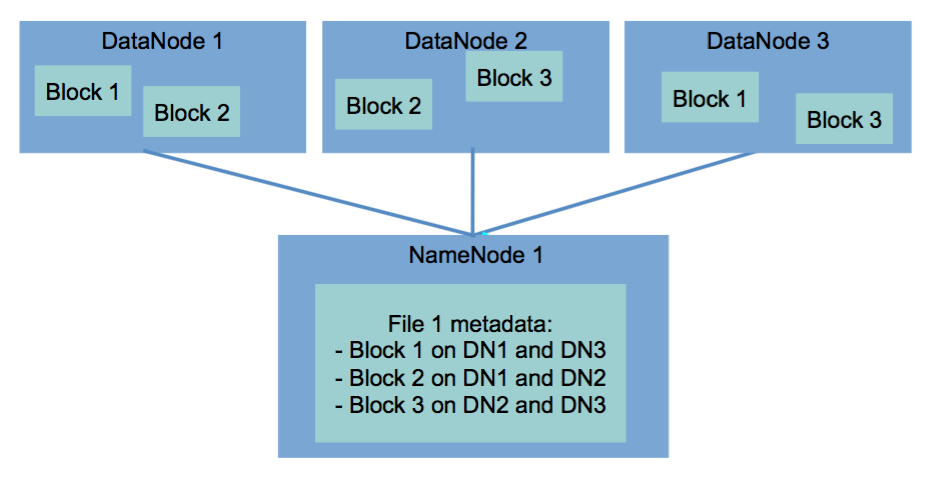 DataNode 1
Block 1
Block 2
DataNode 2
Block 2
Block 3
DataNode 3
Block 1
Block 3
NameNode 1
File 1 metadata:
- Block 1 on DN1 and DN3
- Block 2 on DN1 and DN2
- Block 3 on DN2 and DN3